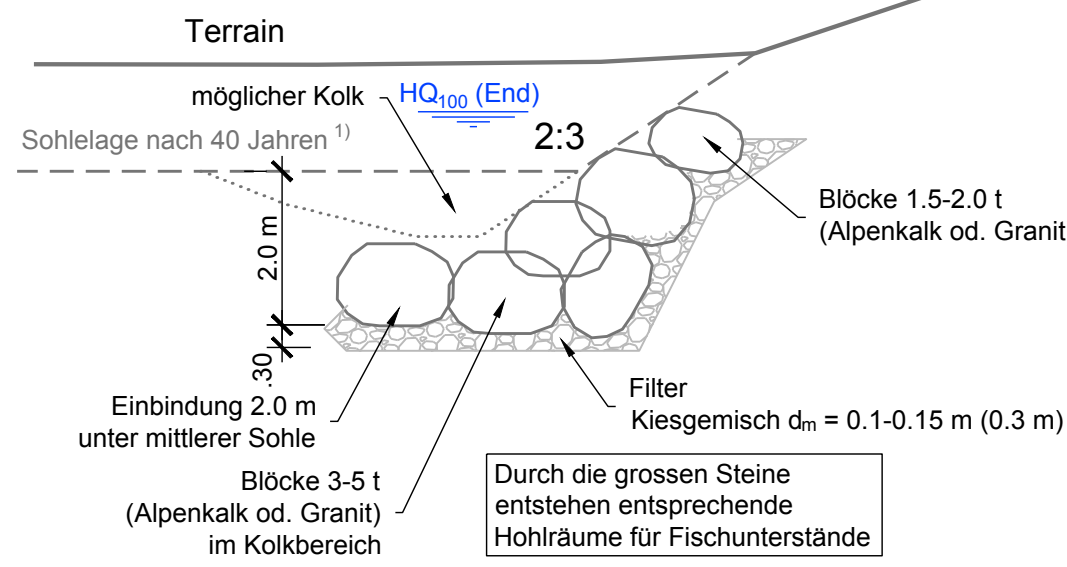 Terrain
möglicher Kolk
HQ100 (End)
Sohlelage nach 40 Jahren 1)
2:3
Blöcke 1.5-2.0 t
(Alpenkalk od. Granit
2.0 m
.30
Einbindung 2.0 m
unter mittlerer Sohle
Filter
Kiesgemisch dm = 0.1-0.15 m (0.3 m)
Blöcke 3-5 t
(Alpenkalk od. Granit)
im Kolkbereich
Durch die grossen Steine
entstehen entsprechende
Hohlräume für Fischunterstände